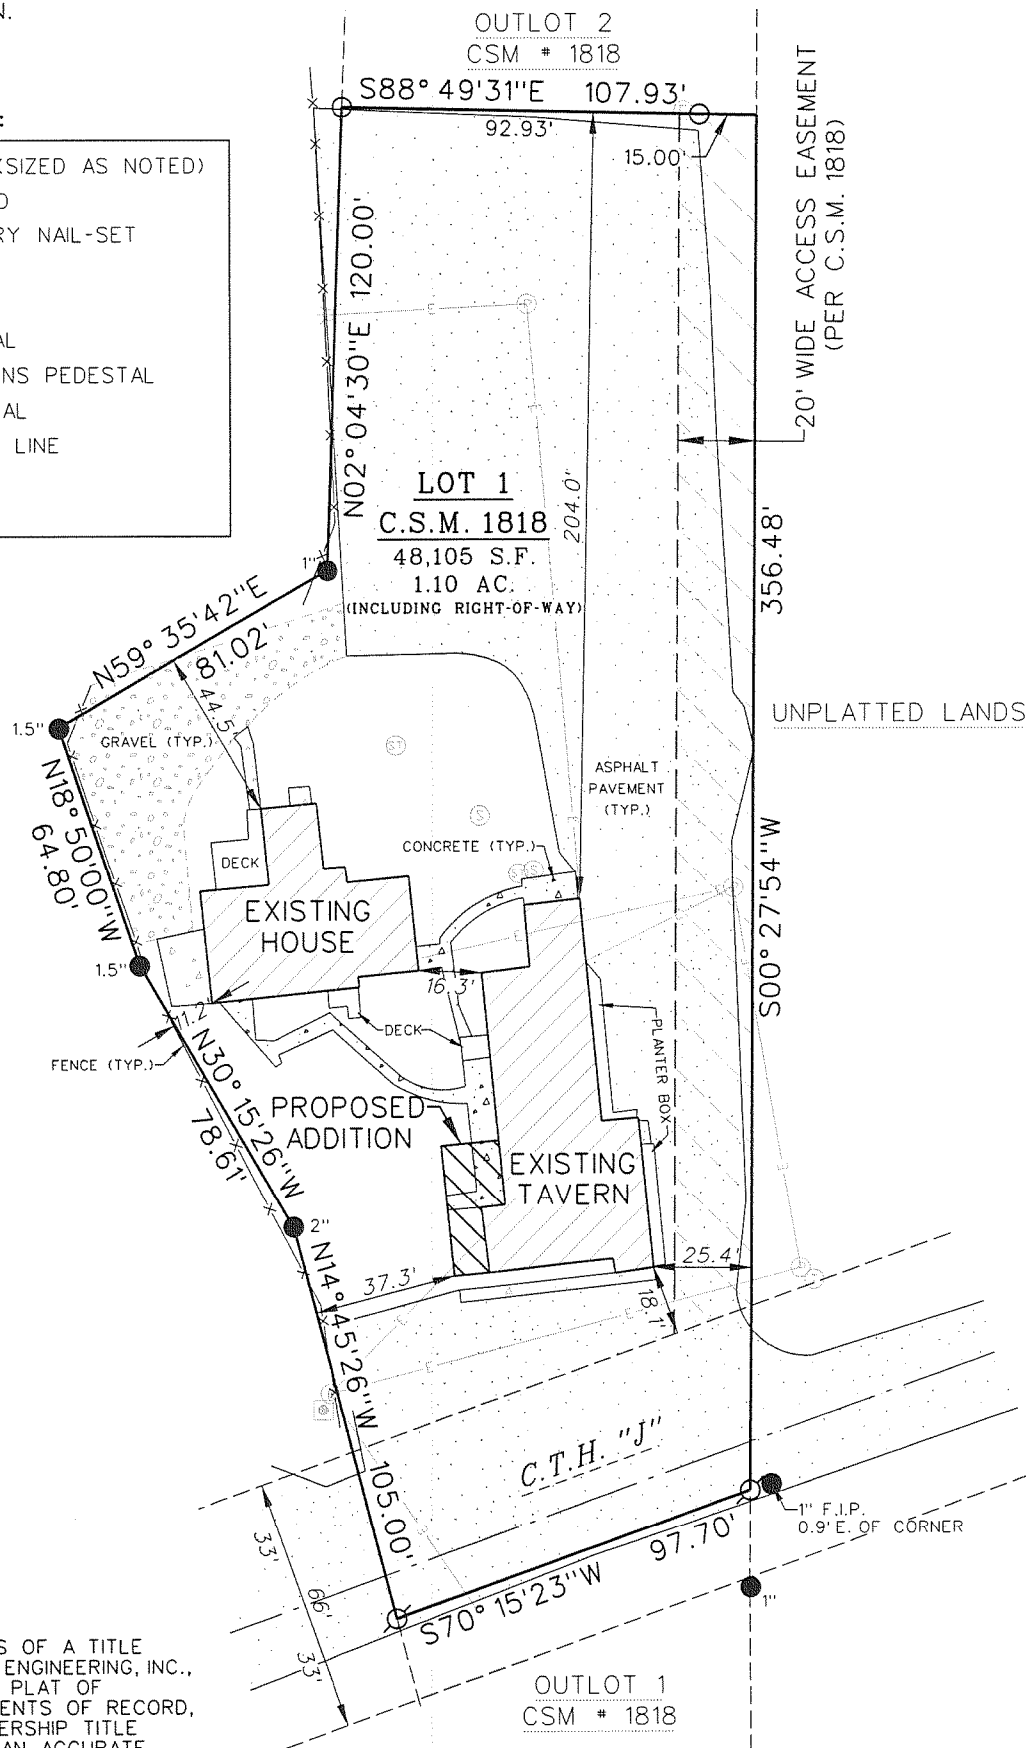 N.
OUTLOT 2
CSM # 1818
S88° 49'31"E 107.93'
92.93'
15.00'
20' WIDE ACCESS EASEMENT
(PER C.S.M. 1818)
:
(SIZED AS NOTED)
D
RY NAIL-SET
AL
NS PEDESTAL
AL
LINE
N02° 04'30"E 120.00'
204.0'
LOT 1
C.S.M. 1818
48,105 S.F.
1.10 AC.
(INCLUDING RIGHT-OF-WAY)
356.48'
S00° 27'54"W
UNPLATTED LANDS
1"
N59° 35'42"E
81.02'
44.5'
1.5"
GRAVEL (TYP.)
N18° 50'00"W
64.80'
ST
S
ASPHALT
PAVEMENT
(TYP.)
CONCRETE (TYP.)
DECK
EXISTING
HOUSE
1.5"
16.3'
1.2'
DECK
PLANTER BOX
FENCE (TYP.)
N30° 15'26"W
78.61'
PROPOSED
ADDITION
EXISTING
TAVERN
2"
N14° 45'26"W 105.00'
37.3'
25.4'
18.1'
C.T.H. "J"
1" F.I.P.
0.9' E. OF CORNER
33'
66'
33'
S70° 15'23"W 97.70'
1"
OUTLOT 1
CSM # 1818
S OF A TITLE
ENGINEERING, INC.,
PLAT OF
ENTS OF RECORD,
ERSHIP TITLE
AN ACCURATE